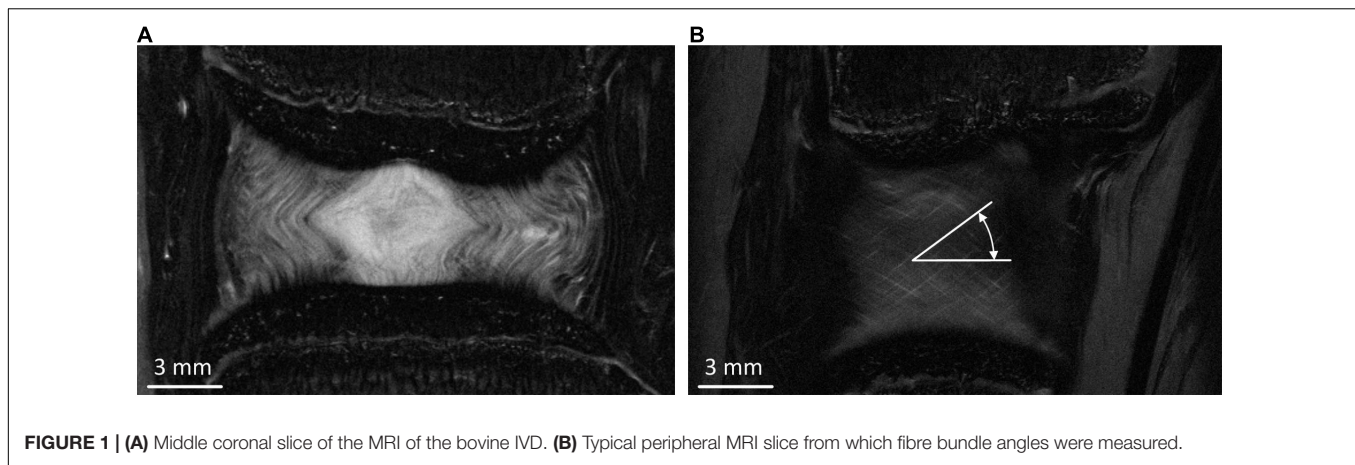 A
B
3 mm
3 mm
FIGURE 1 | (A) Middle coronal slice of the MRI of the bovine IVD. (B) Typical peripheral MRI slice from which fibre bundle angles were measured.